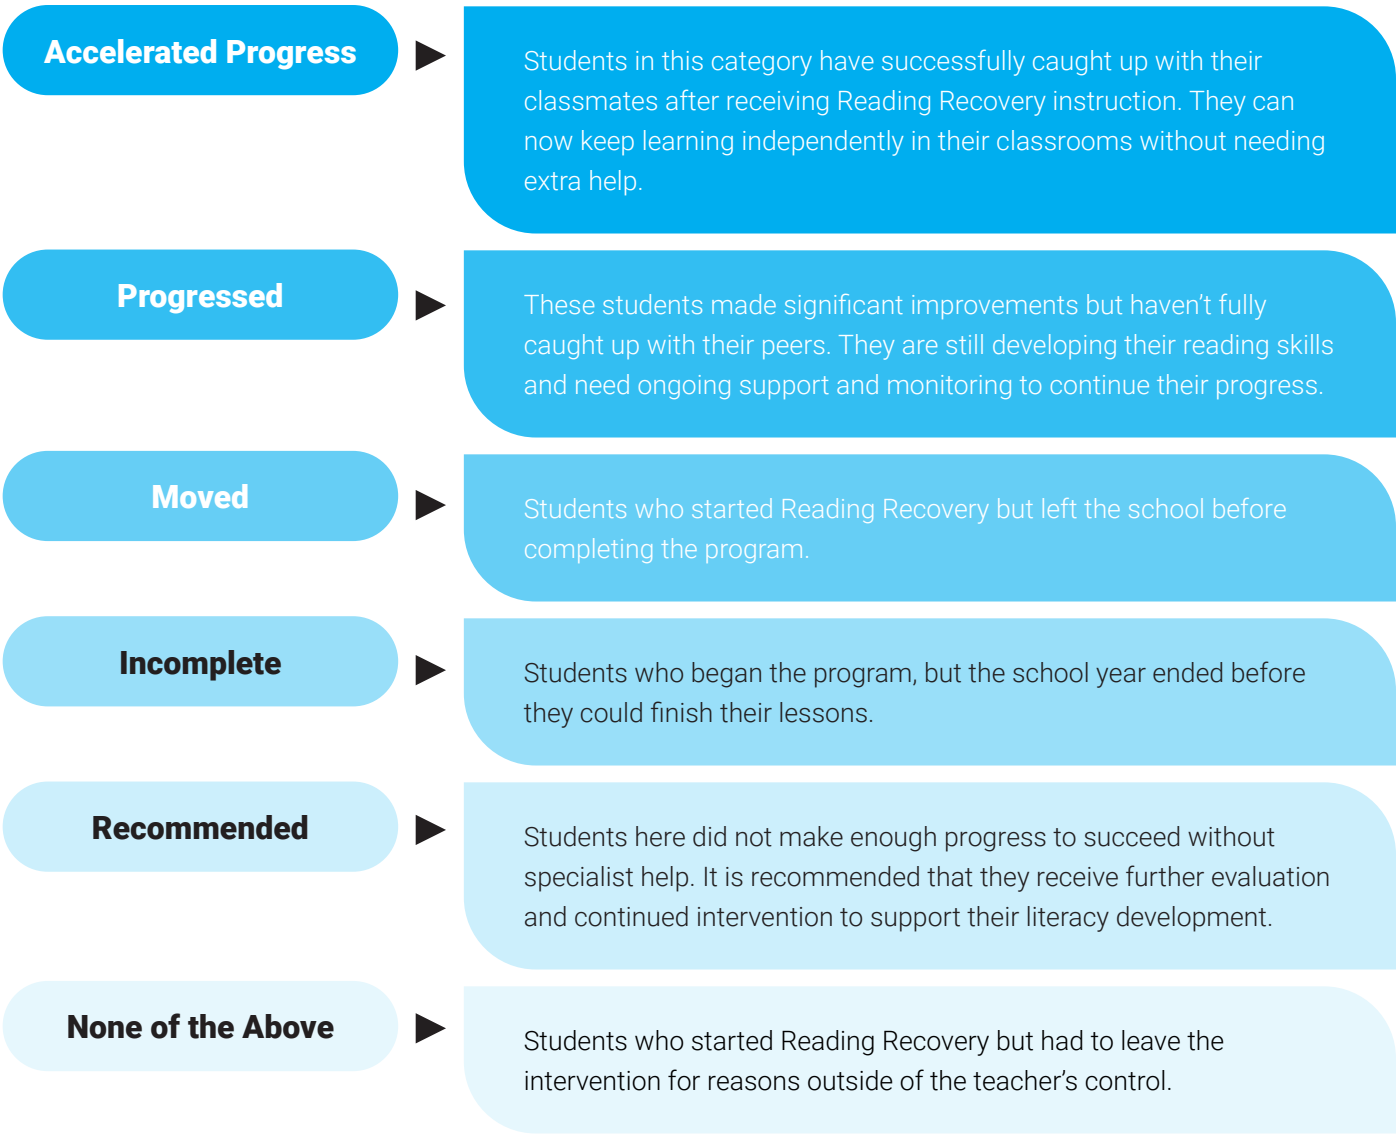 Accelerated Progress
Students in this category have successfully caught up with their
classmates after receiving Reading Recovery instruction. They can
now keep learning independently in their classrooms without needing
extra help.
Progressed
These students made significant improvements but haven’t fully
caught up with their peers. They are still developing their reading skills
and need ongoing support and monitoring to continue their progress.
Moved
Students who started Reading Recovery but left the school before
completing the program.
Incomplete
Students who began the program, but the school year ended before
they could finish their lessons.
Recommended
Students here did not make enough progress to succeed without
specialist help. It is recommended that they receive further evaluation
and continued intervention to support their literacy development.
None of the Above
Students who started Reading Recovery but had to leave the
intervention for reasons outside of the teacher’s control.